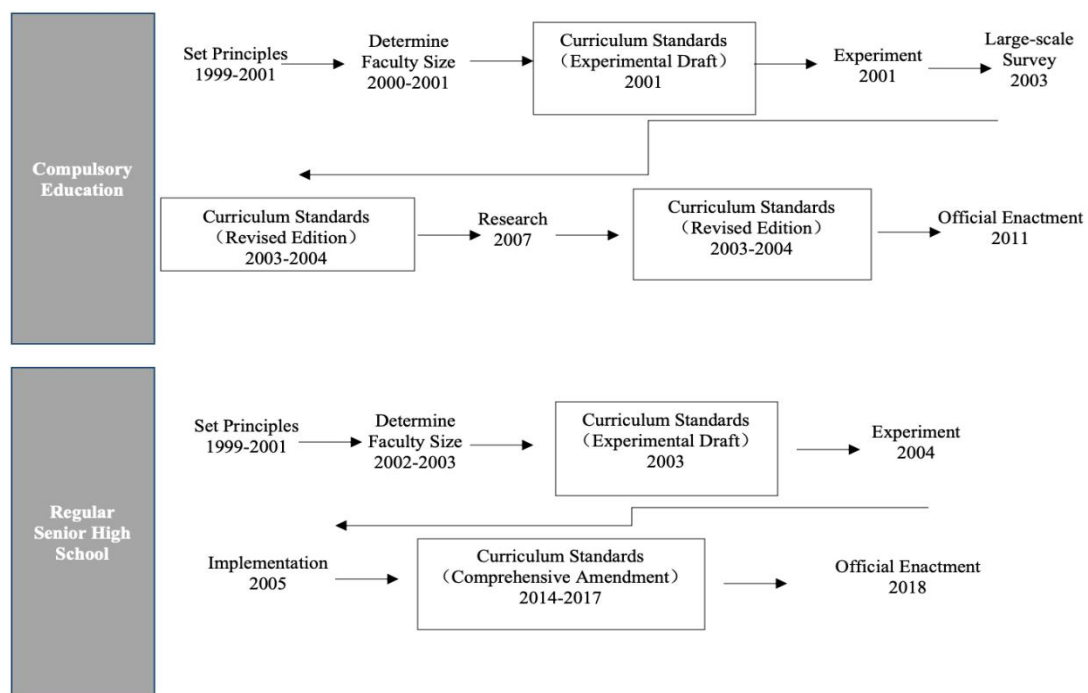 Compulsory
Education
Set Principles
1999-2001
Determine
Faculty Size
2000-2001
Curriculum Standards
（Experimental Draft）
2001
Experiment
2001
Large-scale
Survey
2003
Curriculum Standards
（Revised Edition）
2003-2004
Research
2007
Curriculum Standards
（Revised Edition）
2003-2004
Official Enactment
2011
Regular
Senior High
School
Set Principles
1999-2001
Determine
Faculty Size
2002-2003
Curriculum Standards
（Experimental Draft）
2003
Experiment
2004
Implementation
2005
Curriculum Standards
（Comprehensive Amendment）
2014-2017
Official Enactment
2018